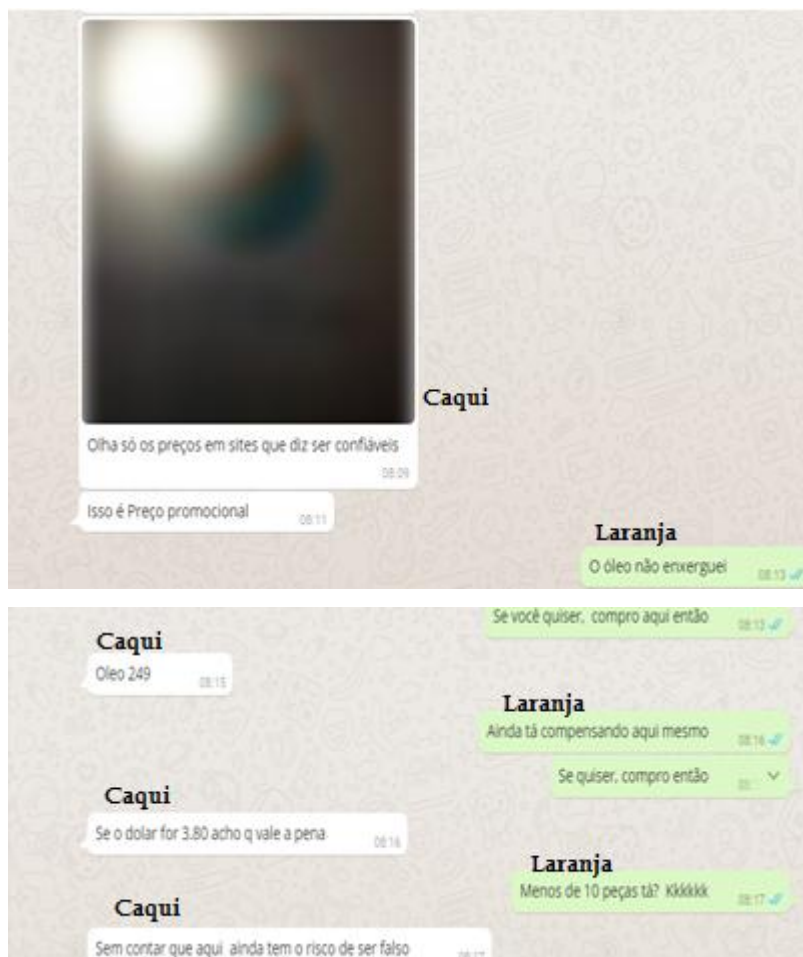 Caqui
Olha só os preços em sites que diz ser confiáveis
08:09
Isso é Preço promocional 08:11
Laranja
O óleo não enxerguei 08:13
Se você quiser, compro aqui então 08:13
Caqui
Oleo 249 08:15
Laranja
Ainda tá compensando aqui mesmo 08:16
Se quiser, compro então
Caqui
Se o dolar for 3.80 acho q vale a pena 08:16
Laranja
Menos de 10 peças tá? Kkkkkk 08:17
Caqui
Sem contar que aqui ainda tem o risco de ser falso